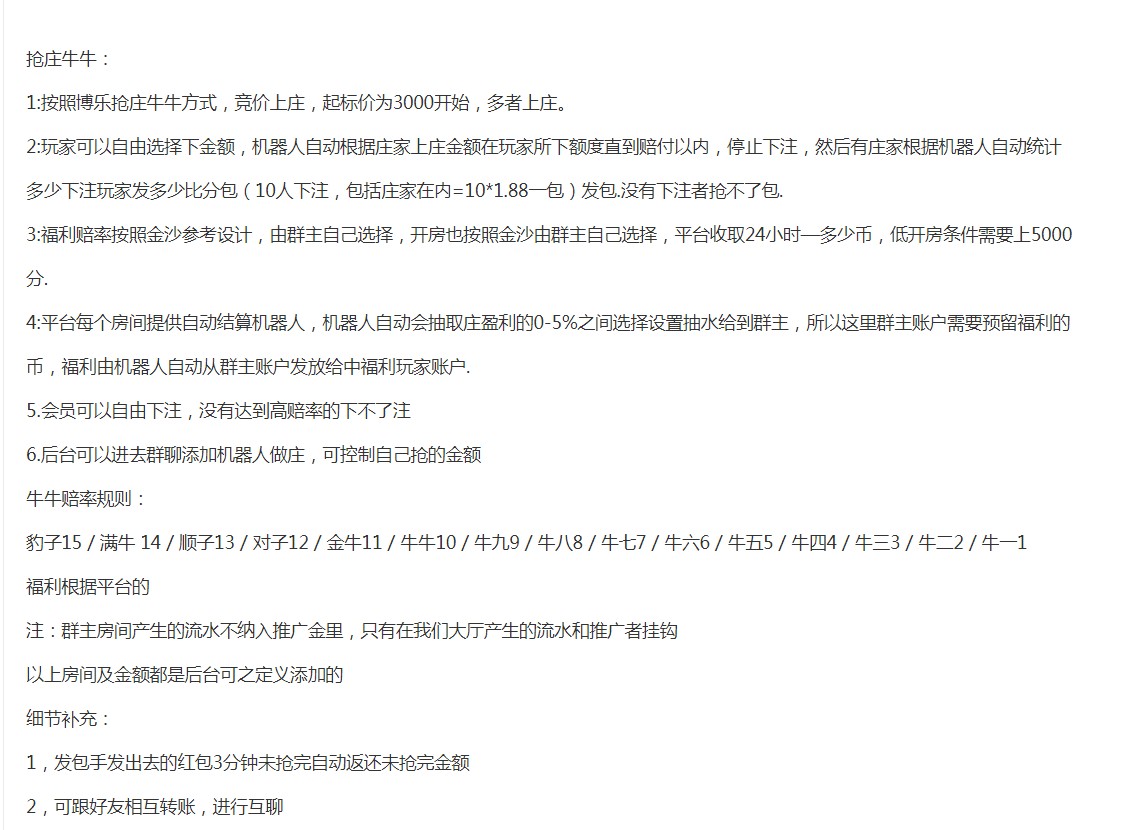 抢庄牛牛：
1:按照博乐抢庄牛牛方式，竞价上庄，起标价为3000开始，多者上庄。
2:玩家可以自由选择下金额，机器人自动根据庄家上庄金额在玩家所下额度直到赔付以内，停止下注，然后有庄家根据机器人自动统计
多少下注玩家发多少比分包（10人下注，包括庄家在内=10*1.88一包）发包.没有下注者抢不了包.
3:福利赔率按照金沙参考设计，由群主自己选择，开房也按照金沙由群主自己选择，平台收取24小时—多少币，低开房条件需要上5000
分.
4:平台每个房间提供自动结算机器人，机器人自动会抽取庄盈利的0-5%之间选择设置抽水给到群主，所以这里群主账户需要预留福利的
币，福利由机器人自动从群主账户发放给中福利玩家账户.
5.会员可以自由下注，没有达到高赔率的下不了注
6.后台可以进去群聊添加机器人做庄，可控制自己抢的金额
牛牛赔率规则：
豹子15 / 满牛 14 / 顺子13 / 对子12 / 金牛11 / 牛牛10 / 牛九9 / 牛八8 / 牛七7 / 牛六6 / 牛五5 / 牛四4 / 牛三3 / 牛二2 / 牛一1
福利根据平台的
注：群主房间产生的流水不纳入推广金里，只有在我们大厅产生的流水和推广者挂钩
以上房间及金额都是后台可之定义添加的
细节补充：
1，发包手发出去的红包3分钟未抢完自动返还未抢完金额
2，可跟好友相互转账，进行互聊